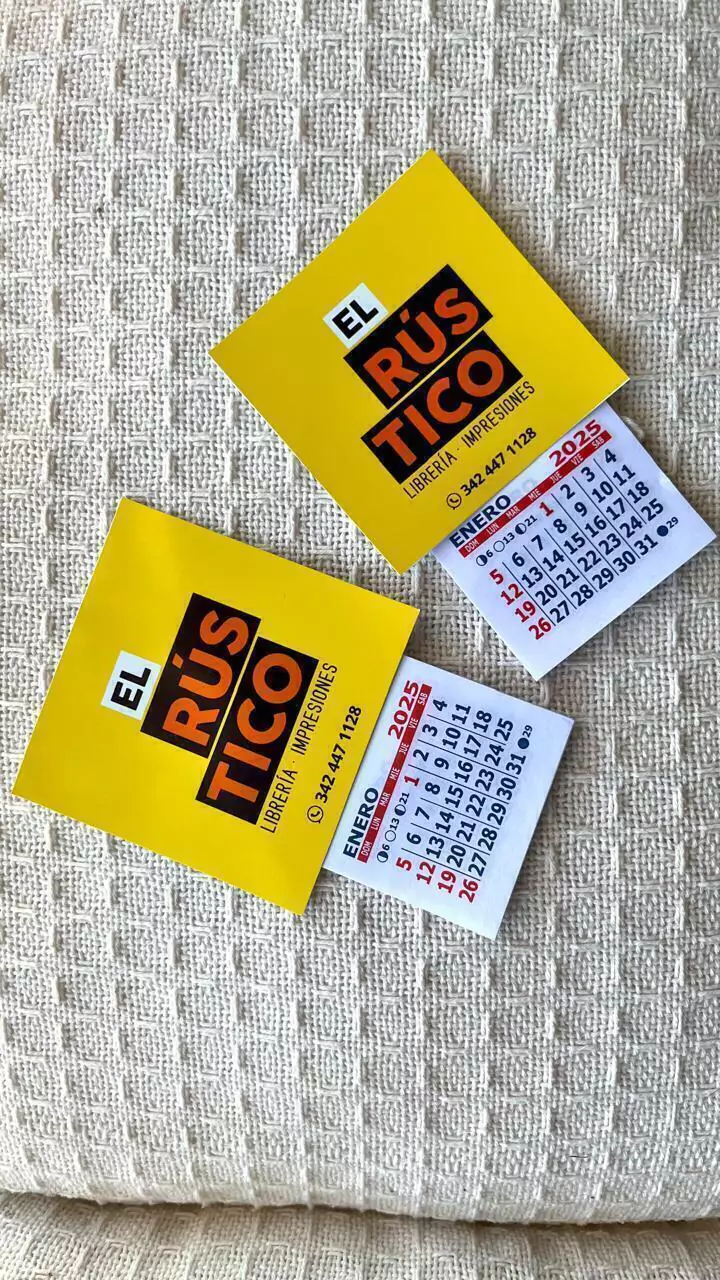 EL
RÚS
TICO
LIBRERÍA · IMPRESIONES
342 447 1128
ENERO 2025
DOM LUN MAR MIE JUE VIE SAB
6 13 21 1 2 3 4
5 6 7 8 9 10 11
12 13 14 15 16 17 18
19 20 21 22 23 24 25
26 27 28 29 30 31 29
EL
RÚS
TICO
LIBRERÍA · IMPRESIONES
342 447 1128
ENERO 2025
DOM LUN MAR MIE JUE VIE SAB
6 13 21 1 2 3 4
5 6 7 8 9 10 11
12 13 14 15 16 17 18
19 20 21 22 23 24 25
26 27 28 29 30 31 29